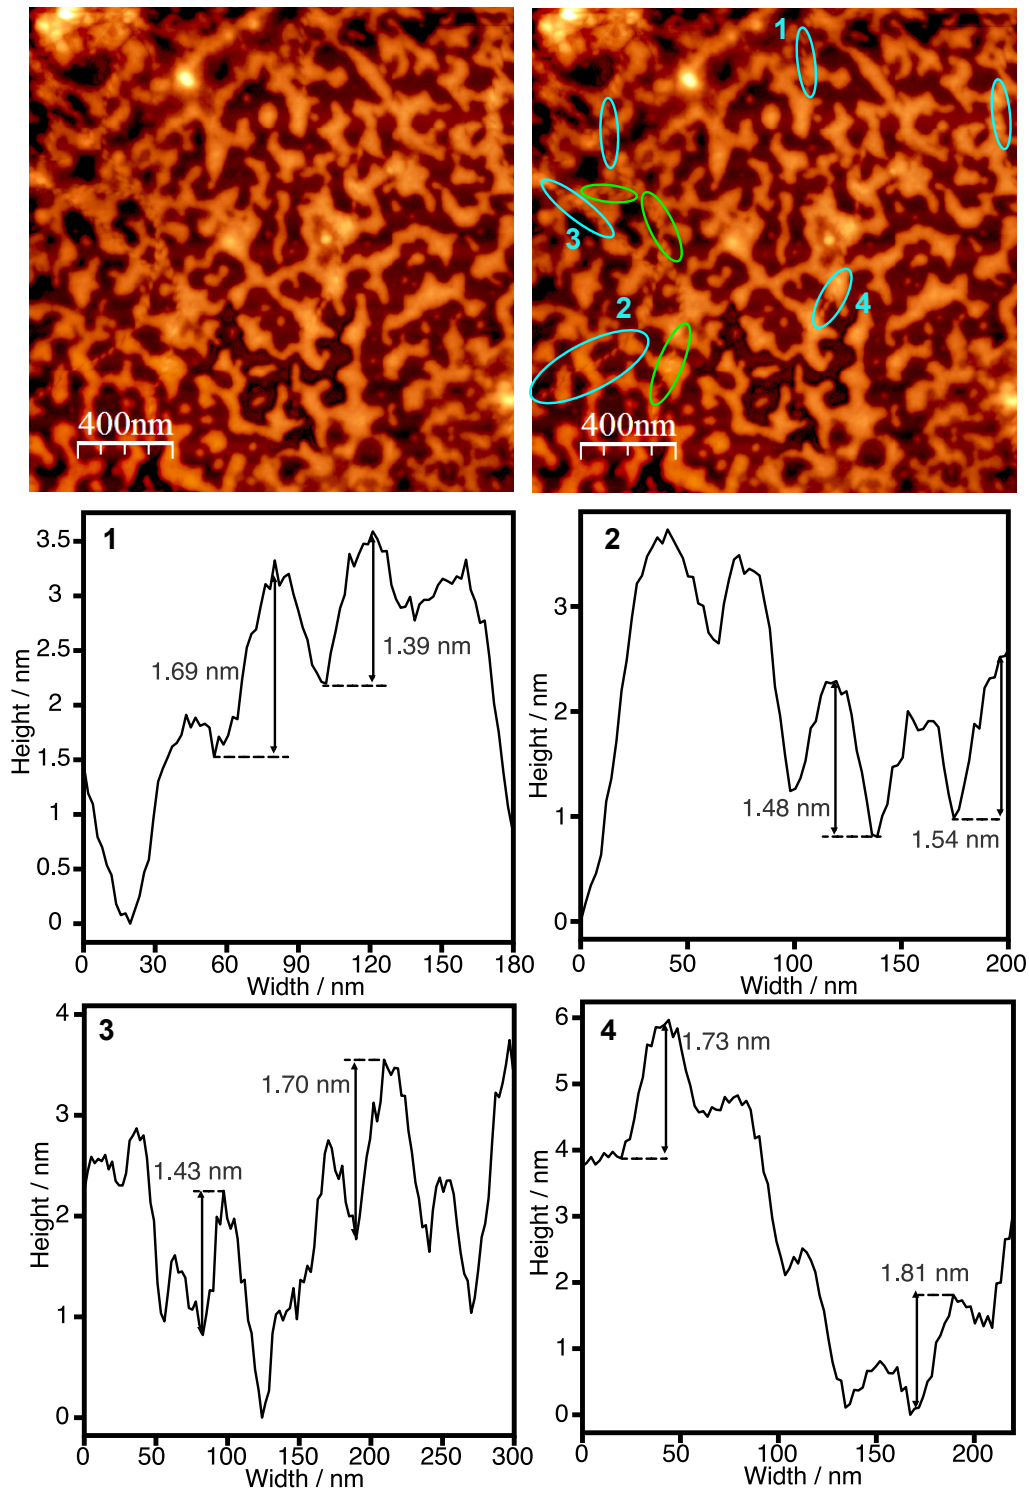 1
3
2
4
400nm
400nm
1
3.5
3
2.5
2
1.5
1
0.5
0
Height / nm
1.69 nm
1.39 nm
0 30 60 90 120 150 180
Width / nm
2
3
2
1
0
Height / nm
1.48 nm
1.54 nm
0 50 100 150 200
Width / nm
3
4
3
2
1
0
Height / nm
1.43 nm
1.70 nm
0 50 100 150 200 250 300
Width / nm
4
6
5
4
3
2
1
0
Height / nm
1.73 nm
1.81 nm
0 50 100 150 200
Width / nm